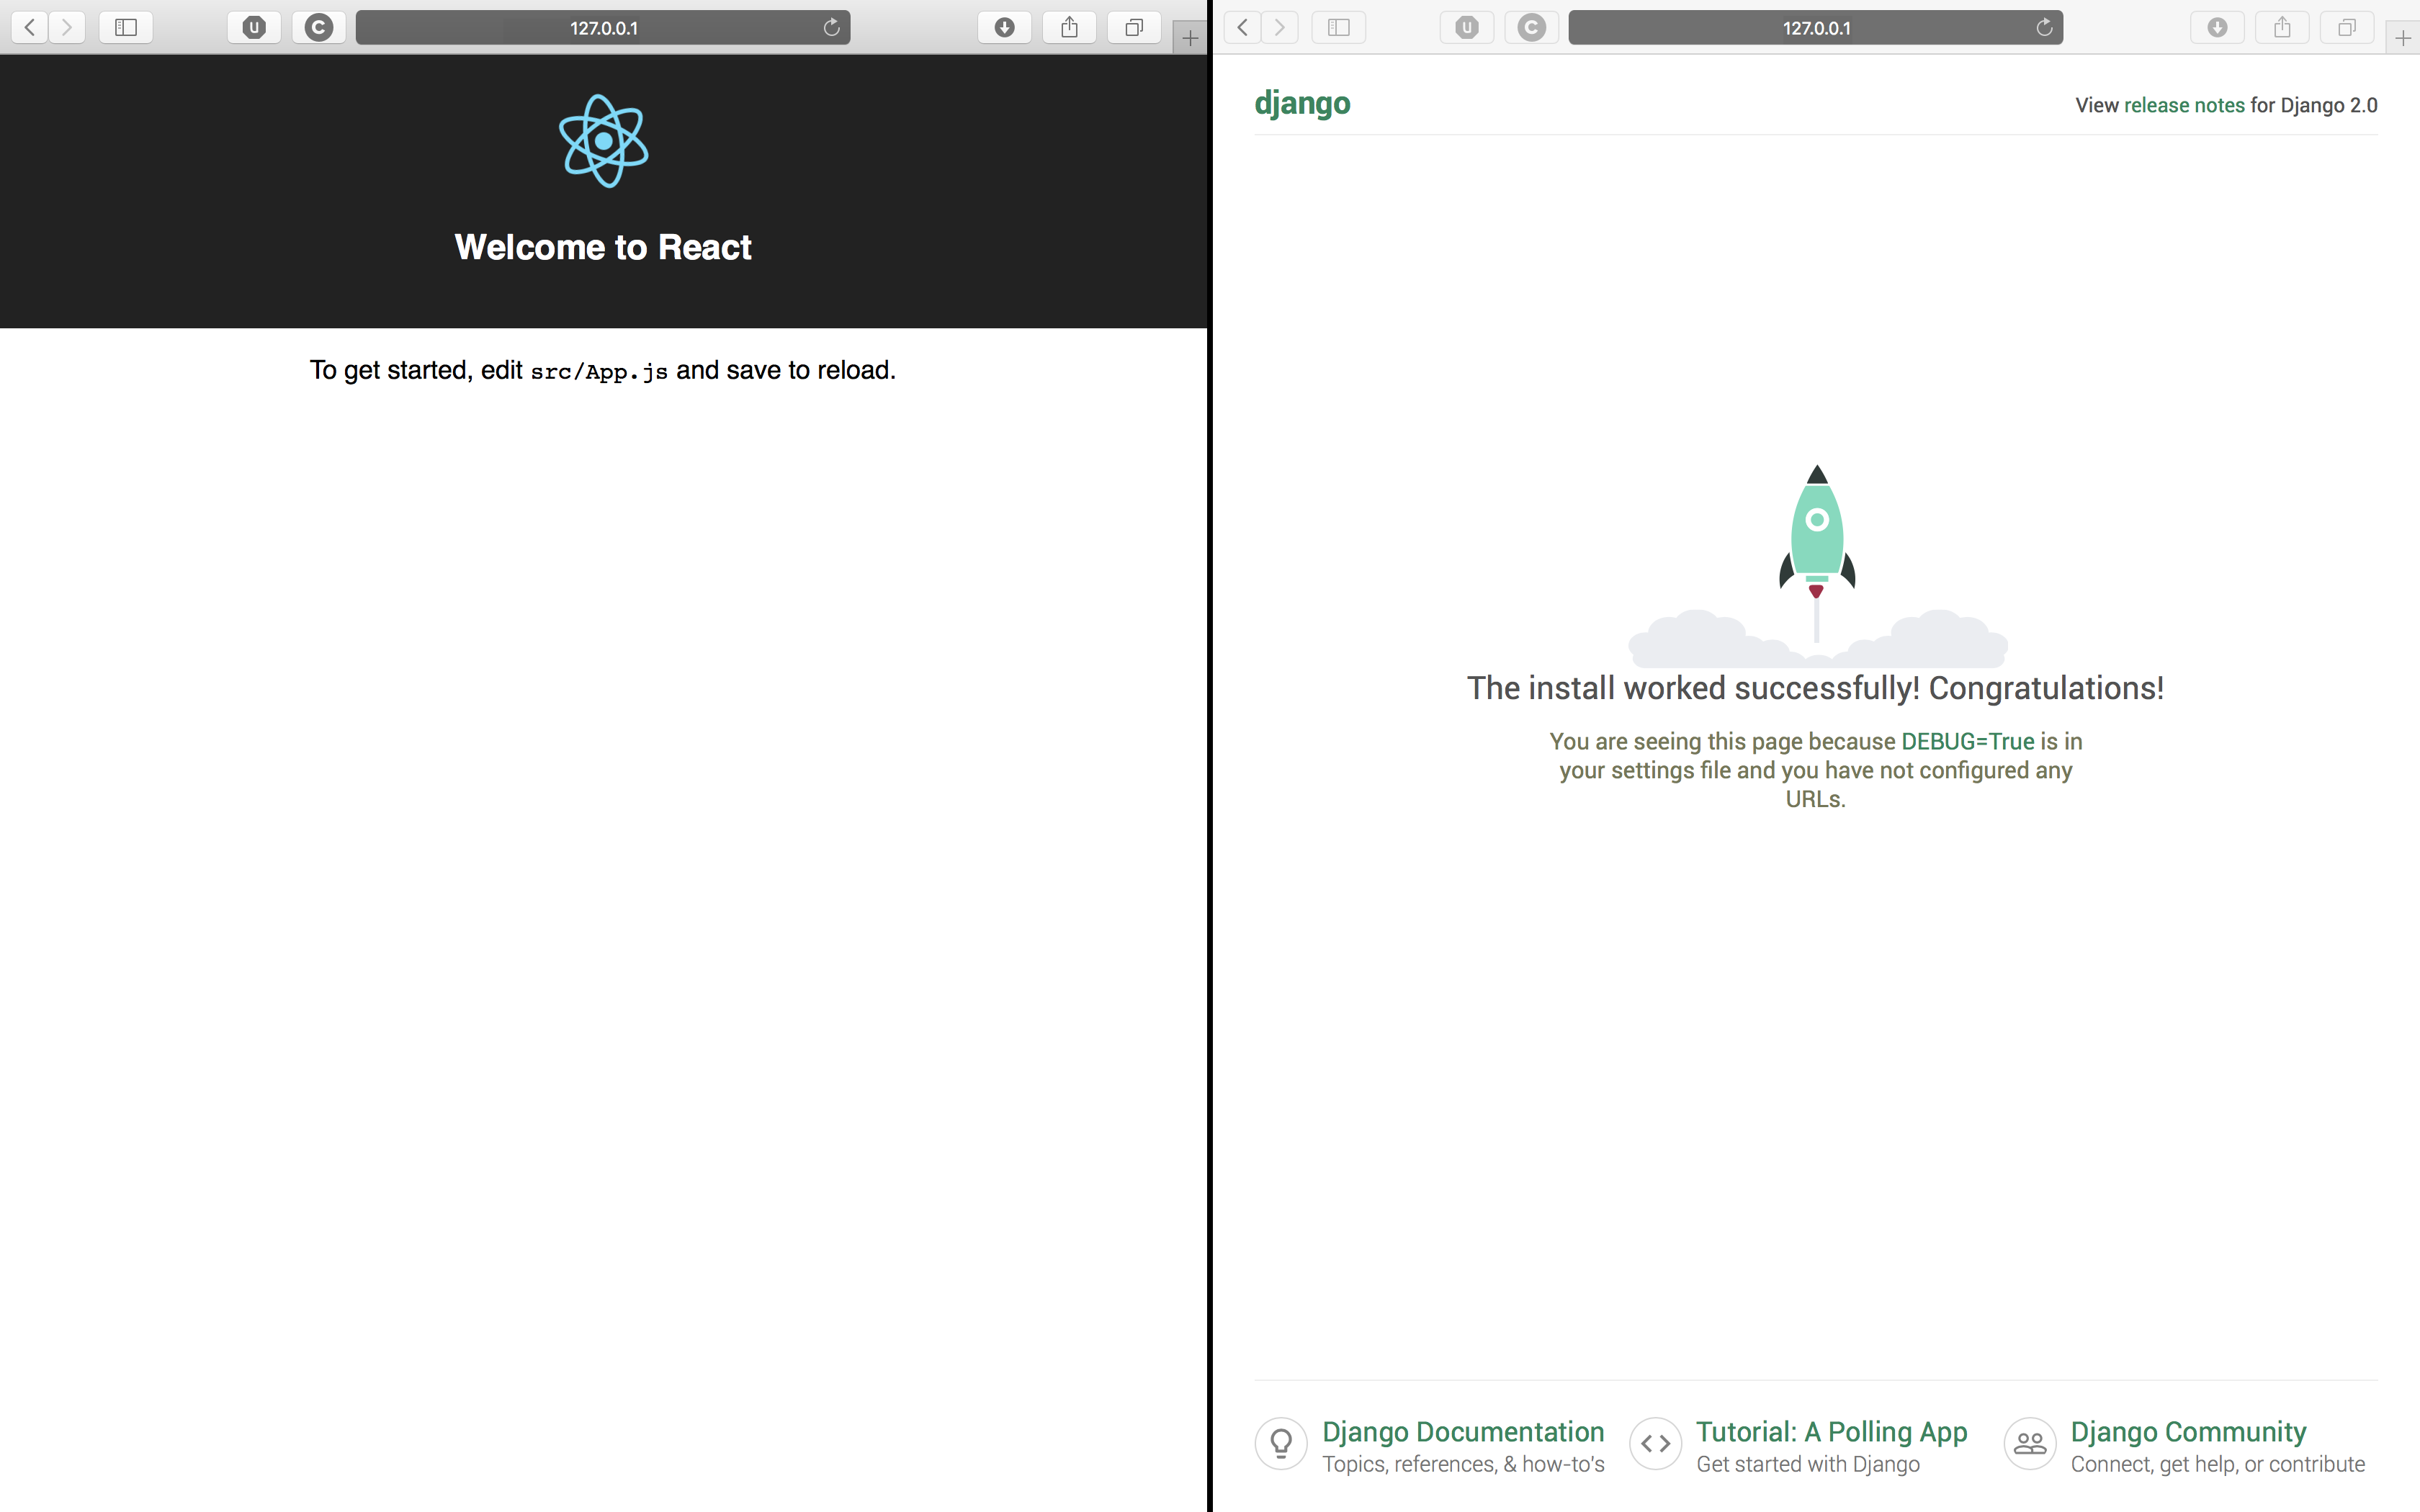 127.0.0.1
Welcome to React
To get started, edit src/App.js and save to reload.
127.0.0.1
django
View release notes for Django 2.0
The install worked successfully! Congratulations!
You are seeing this page because DEBUG=True is in
your settings file and you have not configured any
URLs.
Django Documentation
Topics, references, & how-to's
Tutorial: A Polling App
Get started with Django
Django Community
Connect, get help, or contribute